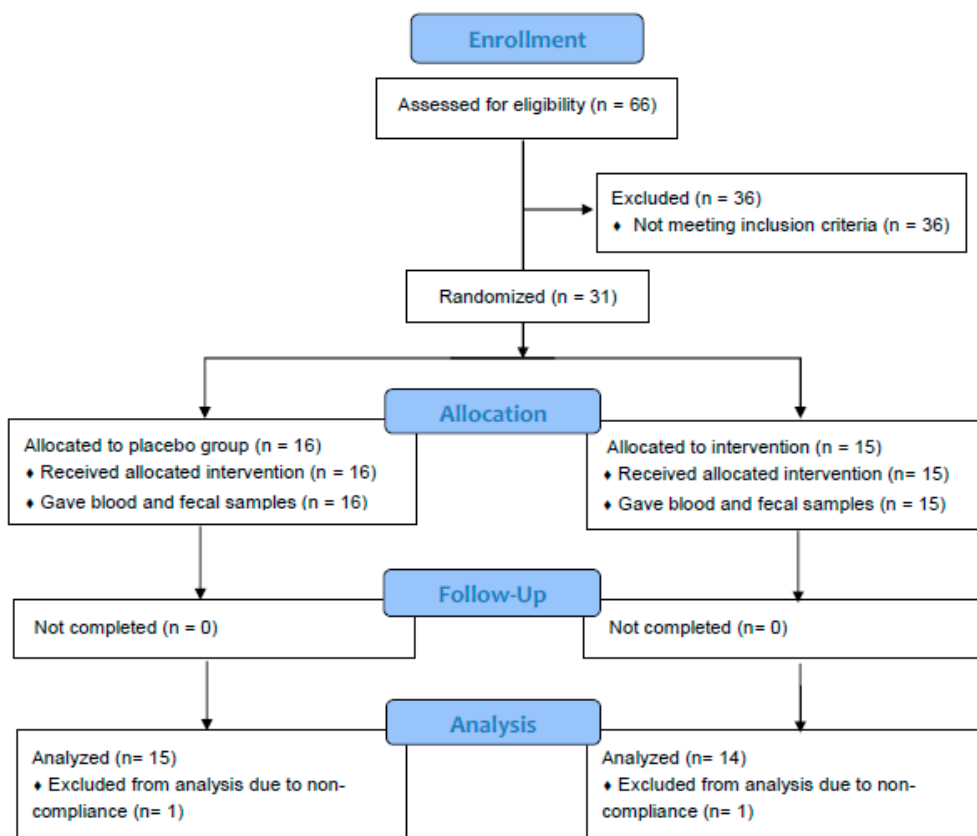 Enrollment
Assessed for eligibility (n = 66)
Excluded (n = 36)
♦ Not meeting inclusion criteria (n = 36)
Randomized (n = 31)
Allocation
Allocated to placebo group (n = 16)
♦ Received allocated intervention (n = 16)
♦ Gave blood and fecal samples (n = 16)
Allocated to intervention (n = 15)
♦ Received allocated intervention (n= 15)
♦ Gave blood and fecal samples (n = 15)
Follow-Up
Not completed (n = 0)
Not completed (n= 0)
Analysis
Analyzed (n= 15)
♦ Excluded from analysis due to non-
compliance (n= 1)
Analyzed (n= 14)
♦ Excluded from analysis due to non-
compliance (n= 1)